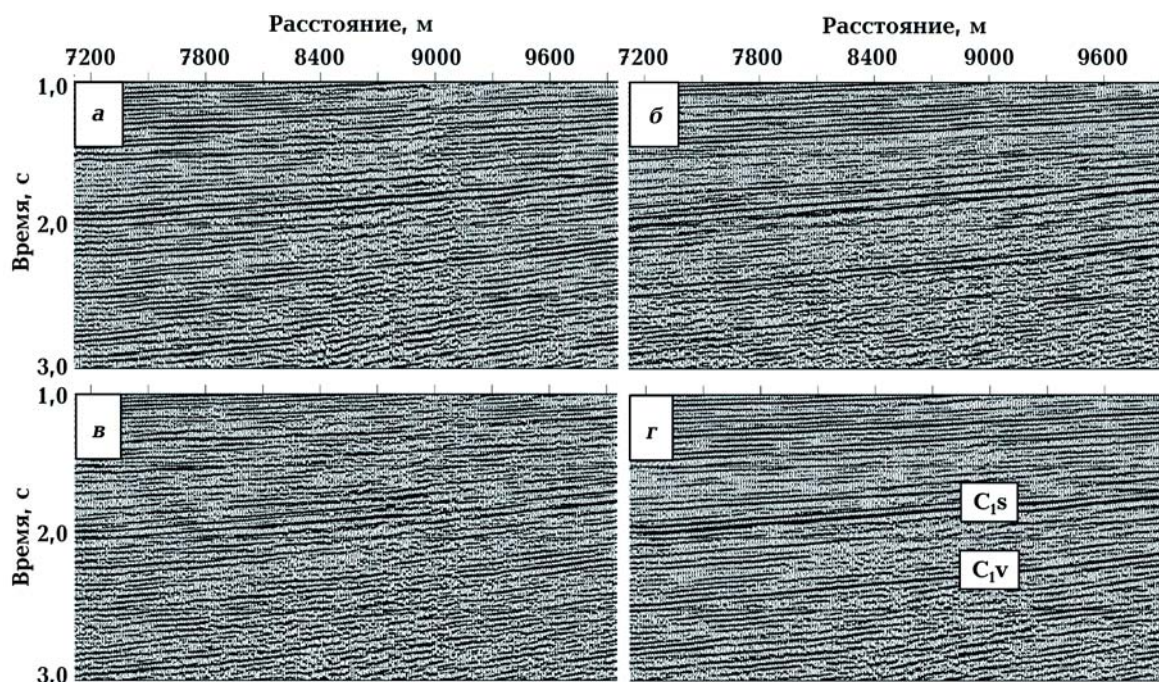 Расстояние, м
Расстояние, м
7200 7800 8400 9000 9600
7200 7800 8400 9000 9600
1,0
а
б
Время, с
2,0
3,0
1,0
в
г
Время, с
2,0
C₁s
C₁v
3,0